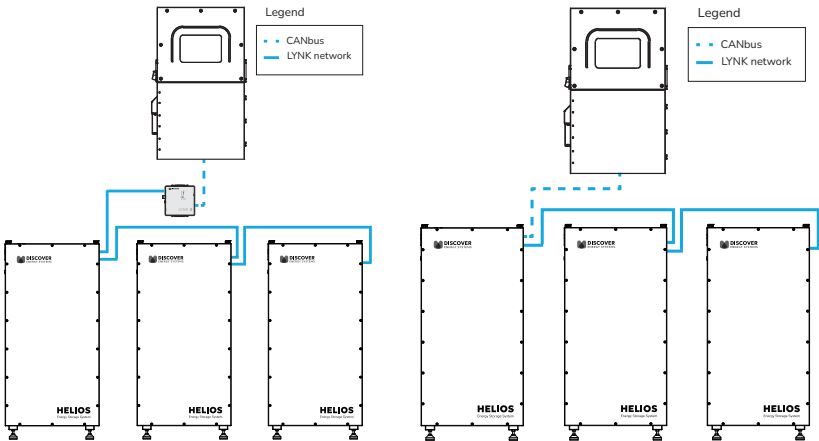 Legend
CANbus
LYNK network
DISCOVER
ENERGY SYSTEMS
HELIOS
Energy Storage System
DISCOVER
ENERGY SYSTEMS
HELIOS
Energy Storage System
DISCOVER
ENERGY SYSTEMS
HELIOS
Energy Storage System
Legend
CANbus
LYNK network
DISCOVER
ENERGY SYSTEMS
HELIOS
Energy Storage System
DISCOVER
ENERGY SYSTEMS
HELIOS
Energy Storage System
DISCOVER
ENERGY SYSTEMS
HELIOS
Energy Storage System